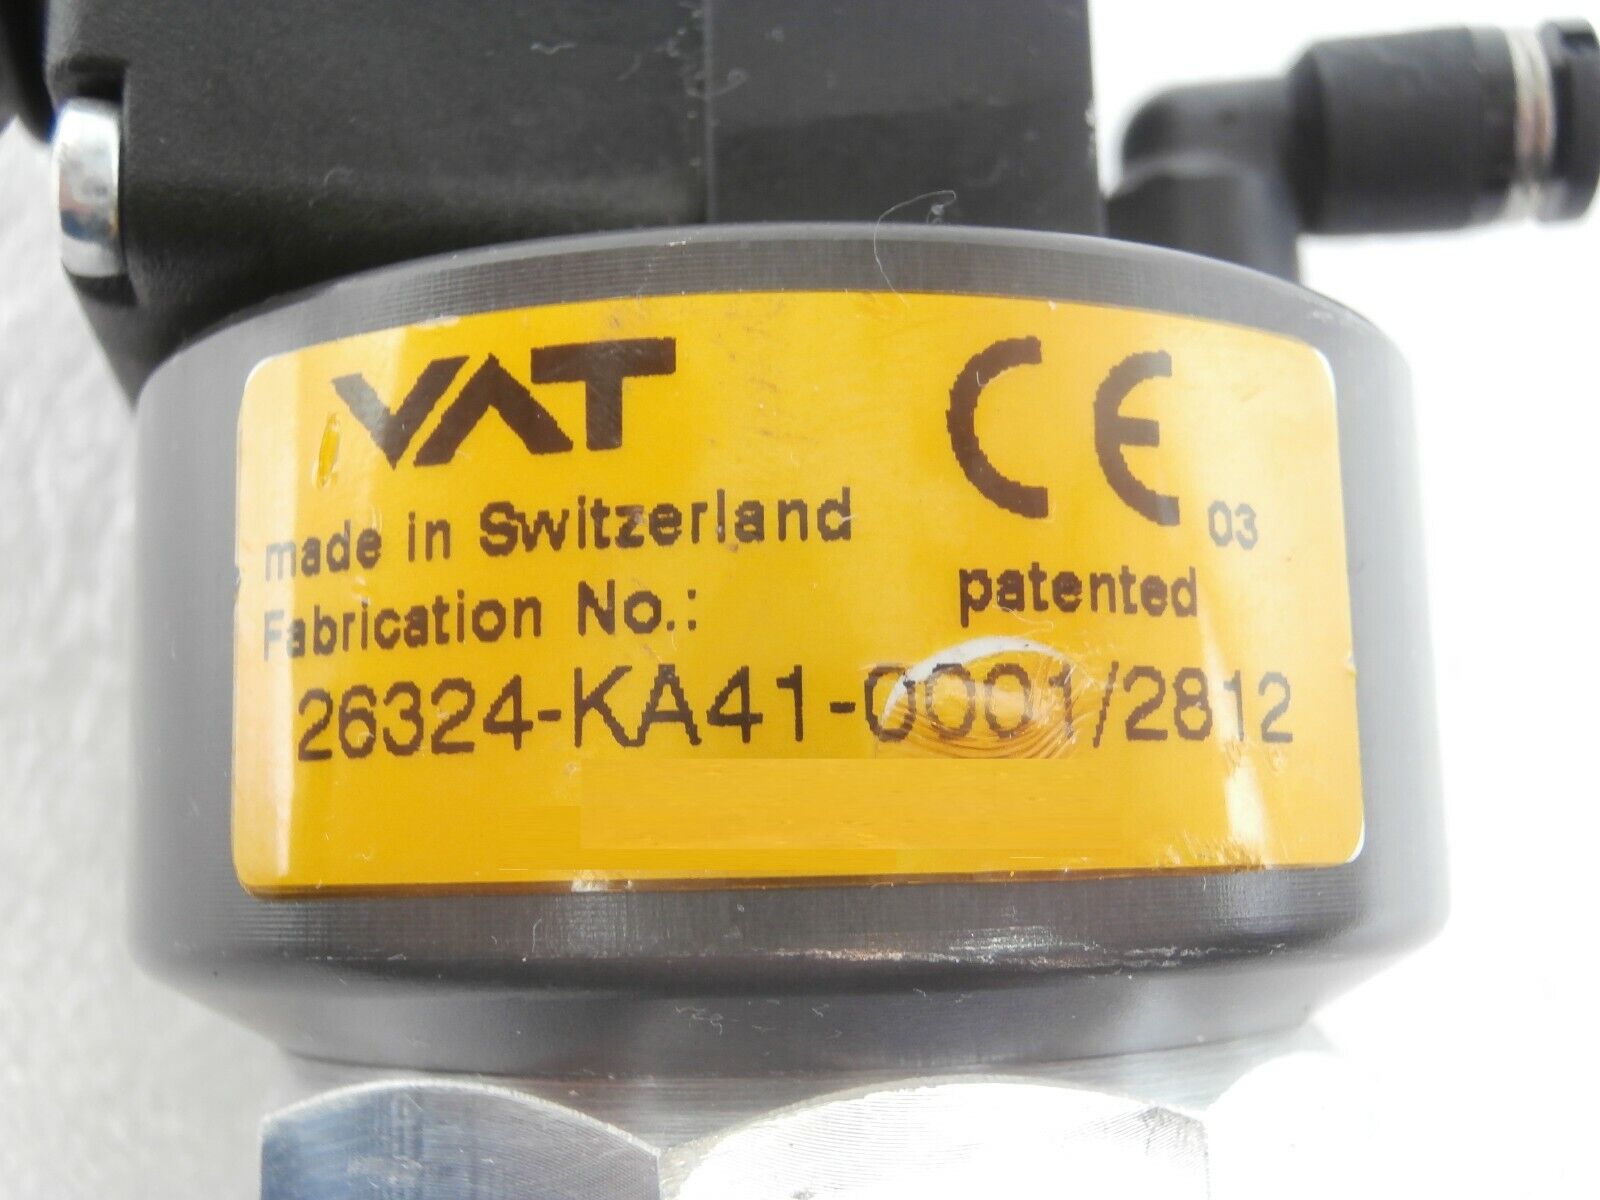 VAT
CE 03
made in Switzerland
patented
Fabrication No.:
26324-KA41-0001/2812